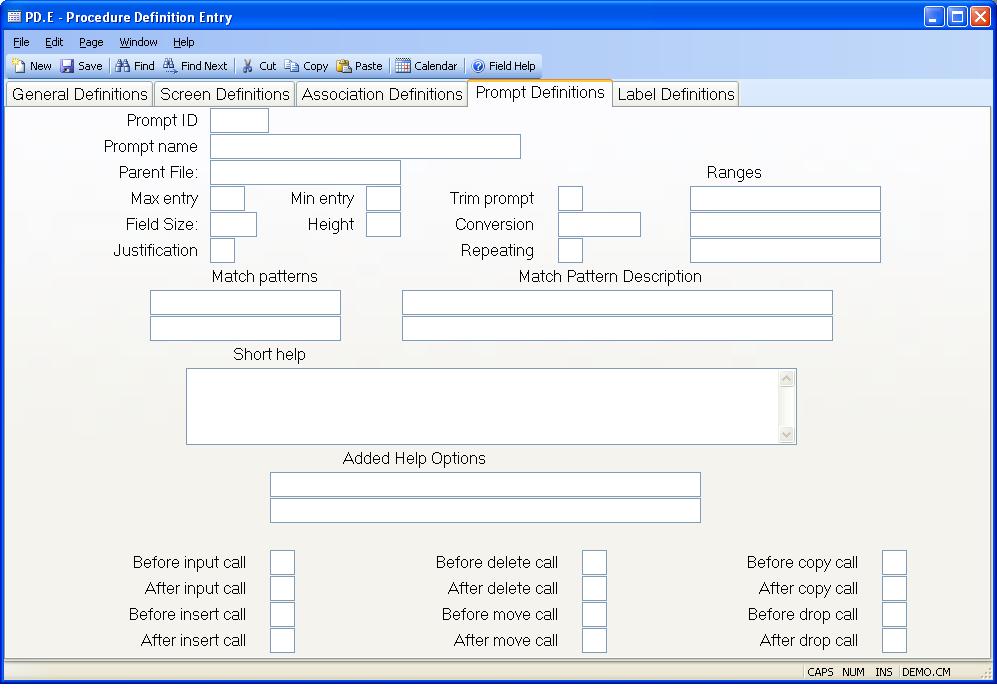 PD.E - Procedure Definition Entry
File Edit Page Window Help
New Save Find Find Next Cut Copy Paste Calendar Field Help
General Definitions Screen Definitions Association Definitions Prompt Definitions Label Definitions
Prompt ID
Prompt name
Parent File: Ranges
Max entry Min entry Trim prompt
Field Size: Height Conversion
Justification Repeating
Match patterns Match Pattern Description
Short help
Added Help Options
Before input call Before delete call Before copy call
After input call After delete call After copy call
Before insert call Before move call Before drop call
After insert call After move call After drop call
CAPS NUM INS DEMO.CM